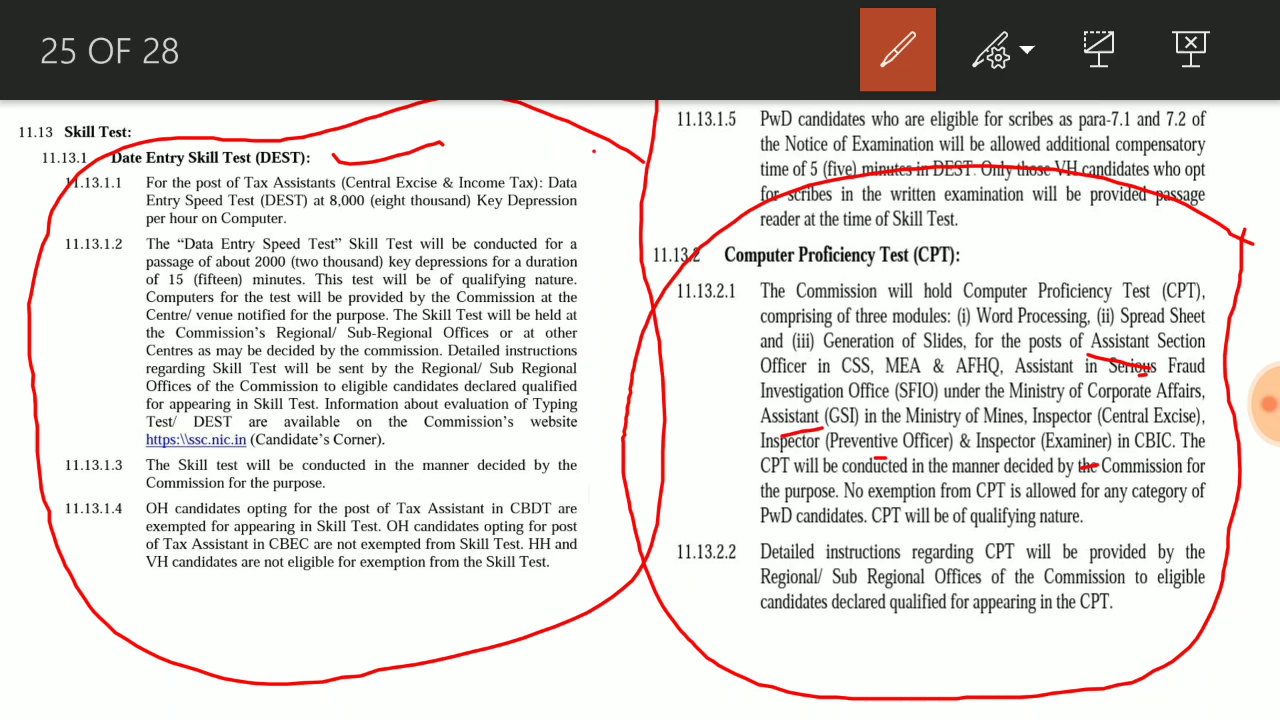 25 OF 28
11.13 Skill Test:
11.13.1 Date Entry Skill Test (DEST):
11.13.1.1 For the post of Tax Assistants (Central Excise & Income Tax): Data
Entry Speed Test (DEST) at 8,000 (eight thousand) Key Depression
per hour on Computer.
11.13.1.2 The “Data Entry Speed Test” Skill Test will be conducted for a
passage of about 2000 (two thousand) key depressions for a duration
of 15 (fifteen) minutes. This test will be of qualifying nature.
Computers for the test will be provided by the Commission at the
Centre/ venue notified for the purpose. The Skill Test will be held at
the Commission’s Regional/ Sub-Regional Offices or at other
Centres as may be decided by the commission. Detailed instructions
regarding Skill Test will be sent by the Regional/ Sub Regional
Offices of the Commission to eligible candidates declared qualified
for appearing in Skill Test. Information about evaluation of Typing
Test/ DEST are available on the Commission’s website
https:\\ssc.nic.in (Candidate’s Corner).
11.13.1.3 The Skill test will be conducted in the manner decided by the
Commission for the purpose.
11.13.1.4 OH candidates opting for the post of Tax Assistant in CBDT are
exempted for appearing in Skill Test. OH candidates opting for post
of Tax Assistant in CBEC are not exempted from Skill Test. HH and
VH candidates are not eligible for exemption from the Skill Test.
11.13.1.5 PwD candidates who are eligible for scribes as para-7.1 and 7.2 of
the Notice of Examination will be allowed additional compensatory
time of 5 (five) minutes in DEST. Only those VH candidates who opt
for scribes in the written examination will be provided passage
reader at the time of Skill Test.
11.13.2 Computer Proficiency Test (CPT):
11.13.2.1 The Commission will hold Computer Proficiency Test (CPT),
comprising of three modules: (i) Word Processing, (ii) Spread Sheet
and (iii) Generation of Slides, for the posts of Assistant Section
Officer in CSS, MEA & AFHQ, Assistant in Serious Fraud
Investigation Office (SFIO) under the Ministry of Corporate Affairs,
Assistant (GSI) in the Ministry of Mines, Inspector (Central Excise),
Inspector (Preventive Officer) & Inspector (Examiner) in CBIC. The
CPT will be conducted in the manner decided by the Commission for
the purpose. No exemption from CPT is allowed for any category of
PwD candidates. CPT will be of qualifying nature.
11.13.2.2 Detailed instructions regarding CPT will be provided by the
Regional/ Sub Regional Offices of the Commission to eligible
candidates declared qualified for appearing in the CPT.